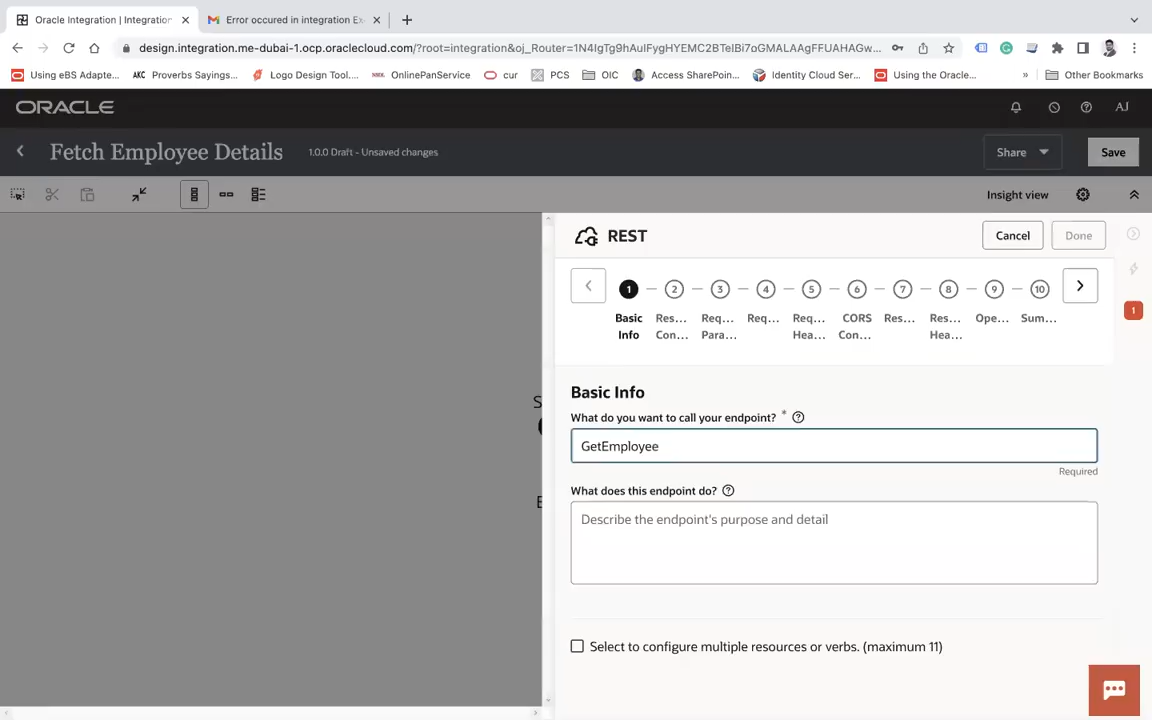 Oracle Integration | Integration
Error occured in integration Ex
design.integration.me-dubai-1.ocp.oraclecloud.com/?root=integration&oj_Router=1N4IgTg9hAuIFygHYEMC2BTeIBi7oGMALAAgFFUAHAGw...
Using eBS Adapte...
Proverbs Sayings...
Logo Design Tool....
OnlinePanService
cur
PCS
OIC
Access SharePoin...
Identity Cloud Ser...
Using the Oracle...
»
Other Bookmarks
ORACLE
AJ
Fetch Employee Details
1.0.0 Draft - Unsaved changes
Share
Save
Insight view
REST
Cancel
Done
1 2 3 4 5 6 7 8 9 10
Basic Info
Res... Con...
Req... Para...
Req...
Req... Hea...
CORS Con...
Res...
Res... Hea...
Ope...
Sum...
1
Basic Info
What do you want to call your endpoint? *
GetEmployee
Required
What does this endpoint do?
Describe the endpoint's purpose and detail
Select to configure multiple resources or verbs. (maximum 11)